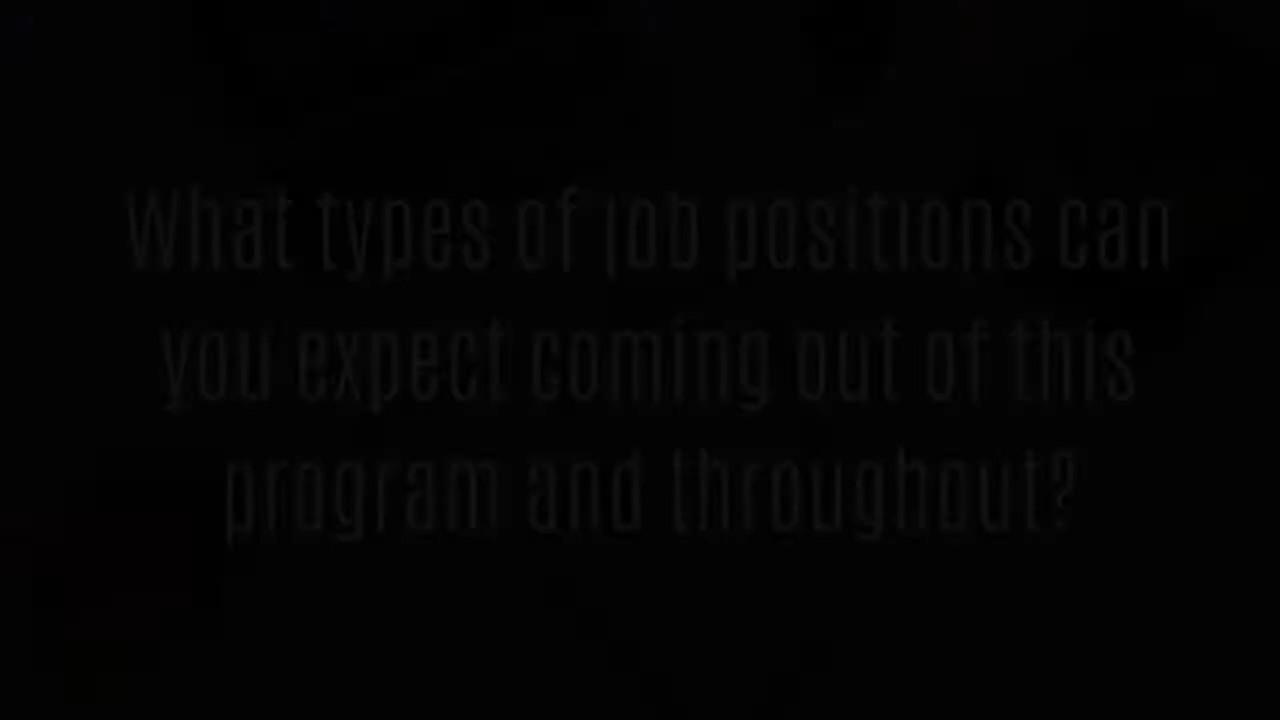 What types of job positions can
you expect coming out of this
program and throughout?